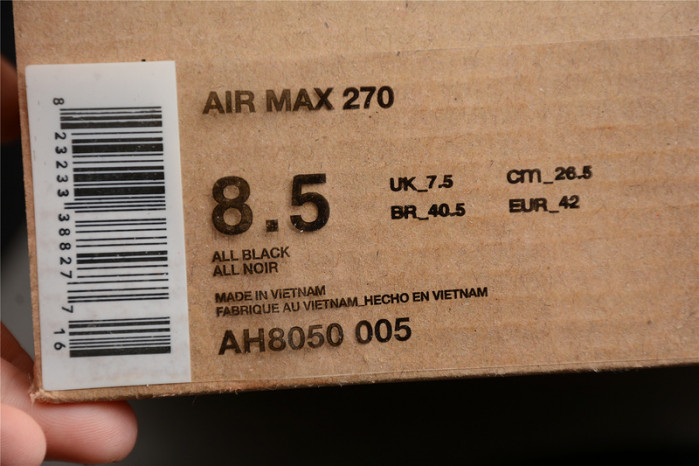 AIR MAX 270
8.5
UK_7.5 cm_26.5
BR_40.5 EUR_42
ALL BLACK
ALL NOIR
MADE IN VIETNAM
FABRIQUE AU VIETNAM_HECHO EN VIETNAM
AH8050 005
8 23233 38827 7 16